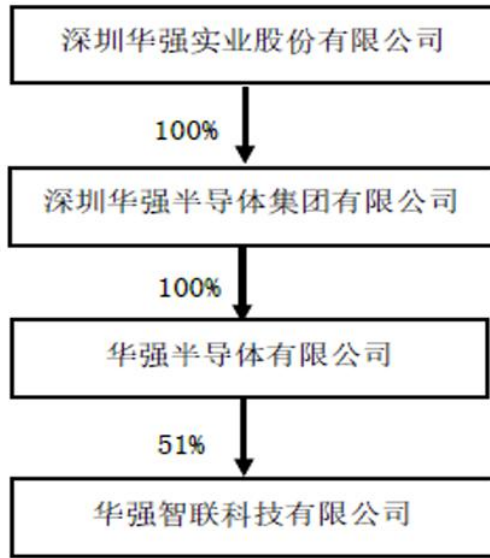 深圳华强实业股份有限公司
100%
深圳华强半导体集团有限公司
100%
华强半导体有限公司
51%
华强智联科技有限公司